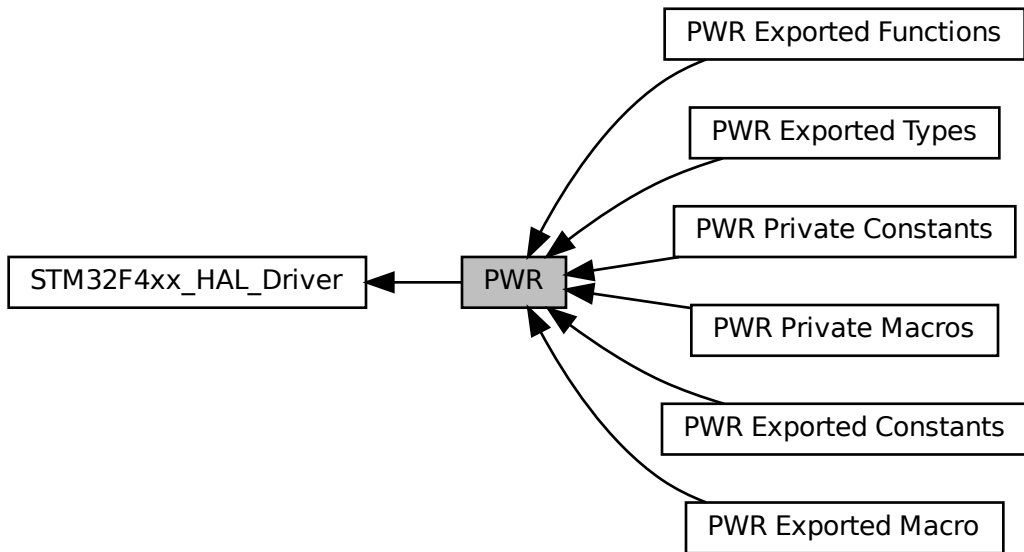 PWR Exported Functions
PWR Exported Types
PWR Private Constants
STM32F4xx_HAL_Driver
PWR
PWR Private Macros
PWR Exported Constants
PWR Exported Macro